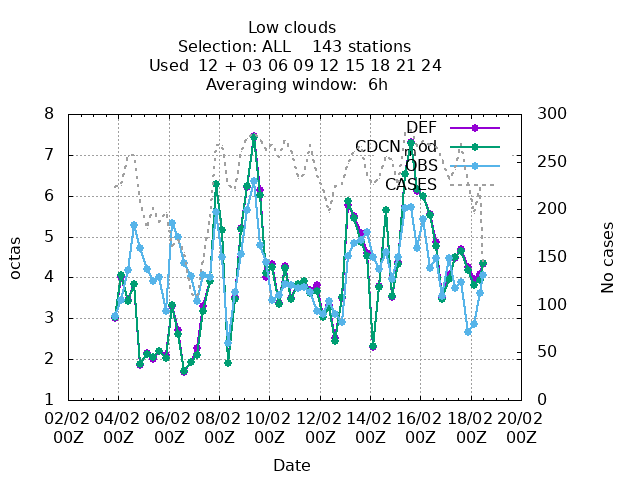 Low clouds
Selection: ALL 143 stations
Used 12 + 03 06 09 12 15 18 21 24
Averaging window: 6h
8 300
DEF
CDCN_mod
7 250
OBS
CASES
6 200
5 150
4
3 100
2 50
1 0
octas
No cases
02/02 04/02 06/02 08/02 10/02 12/02 14/02 16/02 18/02 20/02
00Z 00Z 00Z 00Z 00Z 00Z 00Z 00Z 00Z 00Z
Date